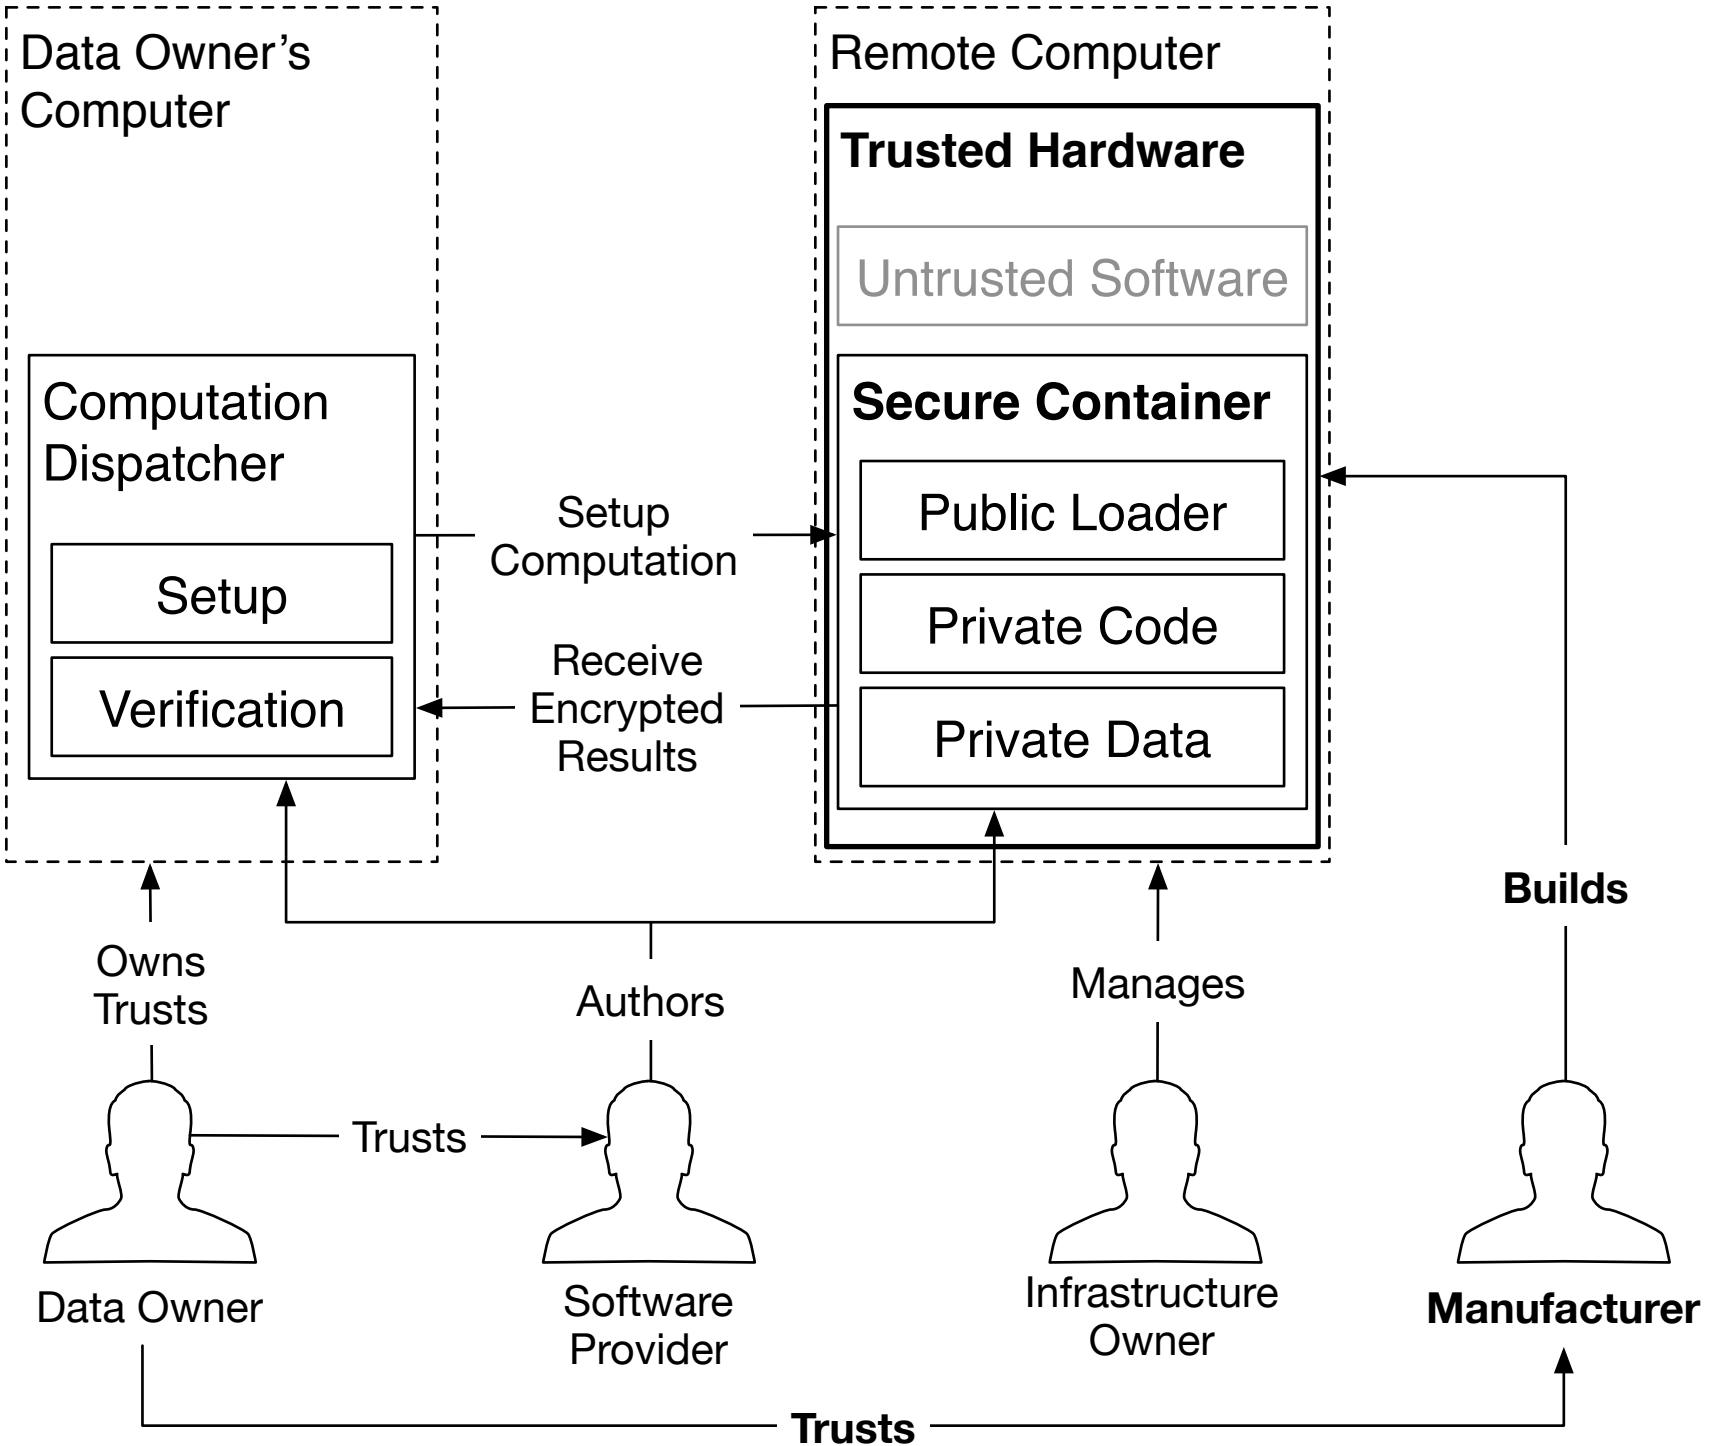 Data Owner's
Computer
Remote Computer
Trusted Hardware
Untrusted Software
Computation
Dispatcher
Setup
Verification
Setup
Computation
Receive
Encrypted
Results
Secure Container
Public Loader
Private Code
Private Data
Builds
Owns
Trusts
Authors
Manages
Trusts
Data Owner
Software
Provider
Infrastructure
Owner
Manufacturer
Trusts